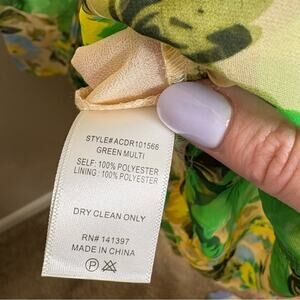 STYLE# ACDR101566
GREEN MULTI
SELF: 100% POLYESTER
LINING: 100% POLYESTER
DRY CLEAN ONLY
RN# 141397
MADE IN CHINA
P